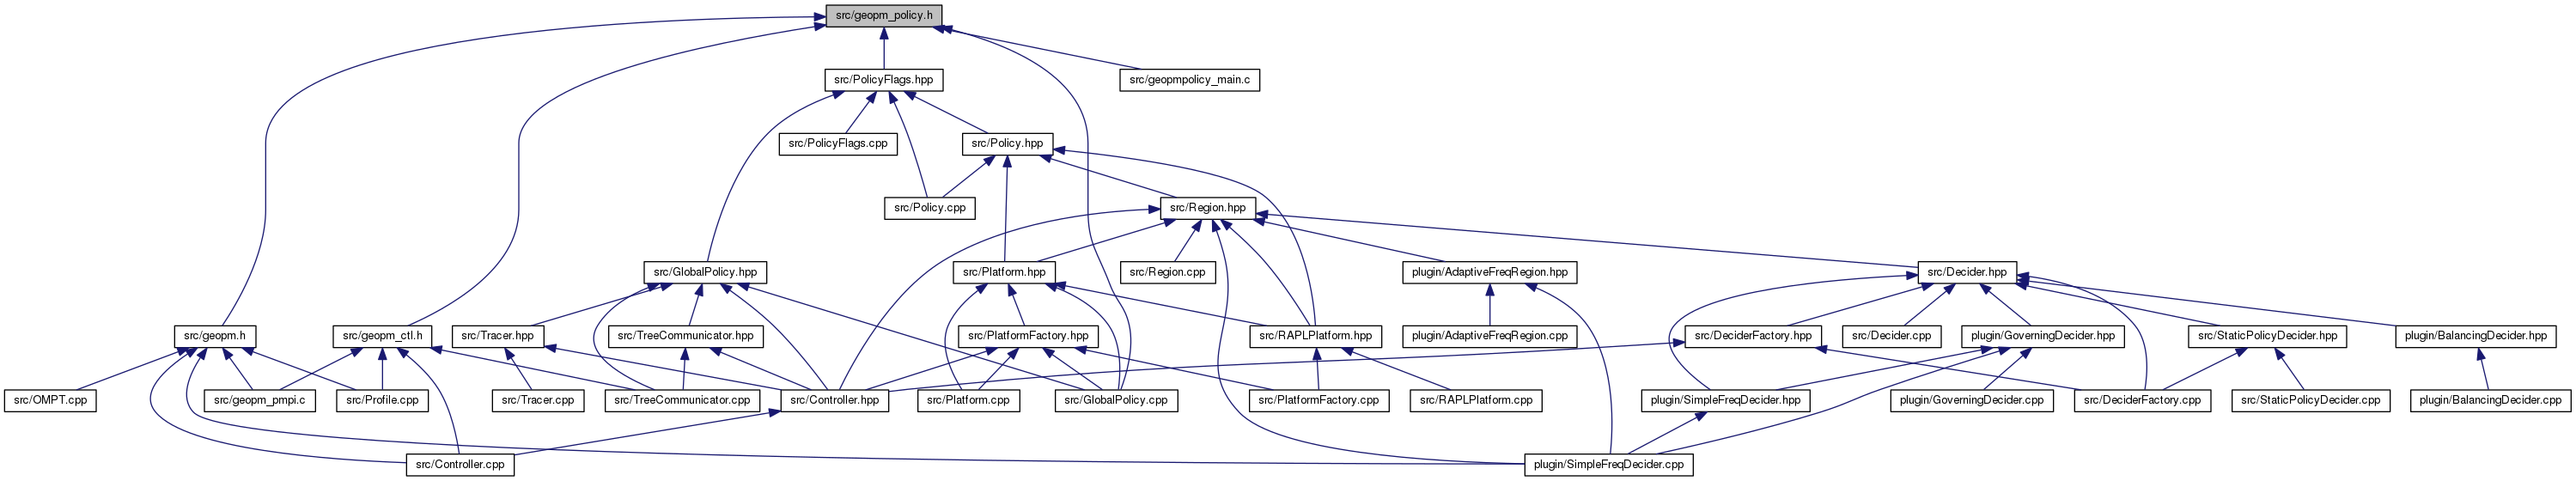 src/geopm_policy.h
src/PolicyFlags.hpp
src/geopmpolicy_main.c
src/PolicyFlags.cpp
src/Policy.hpp
src/Policy.cpp
src/Region.hpp
src/GlobalPolicy.hpp
src/Platform.hpp
src/Region.cpp
plugin/AdaptiveFreqRegion.hpp
src/Decider.hpp
src/geopm.h
src/geopm_ctl.h
src/Tracer.hpp
src/TreeCommunicator.hpp
src/PlatformFactory.hpp
src/RAPLPlatform.hpp
plugin/AdaptiveFreqRegion.cpp
src/DeciderFactory.hpp
src/Decider.cpp
plugin/GoverningDecider.hpp
src/StaticPolicyDecider.hpp
plugin/BalancingDecider.hpp
src/OMPT.cpp
src/geopm_pmpi.c
src/Profile.cpp
src/Tracer.cpp
src/TreeCommunicator.cpp
src/Controller.hpp
src/Platform.cpp
src/GlobalPolicy.cpp
src/PlatformFactory.cpp
src/RAPLPlatform.cpp
plugin/SimpleFreqDecider.hpp
plugin/GoverningDecider.cpp
src/DeciderFactory.cpp
src/StaticPolicyDecider.cpp
plugin/BalancingDecider.cpp
src/Controller.cpp
plugin/SimpleFreqDecider.cpp